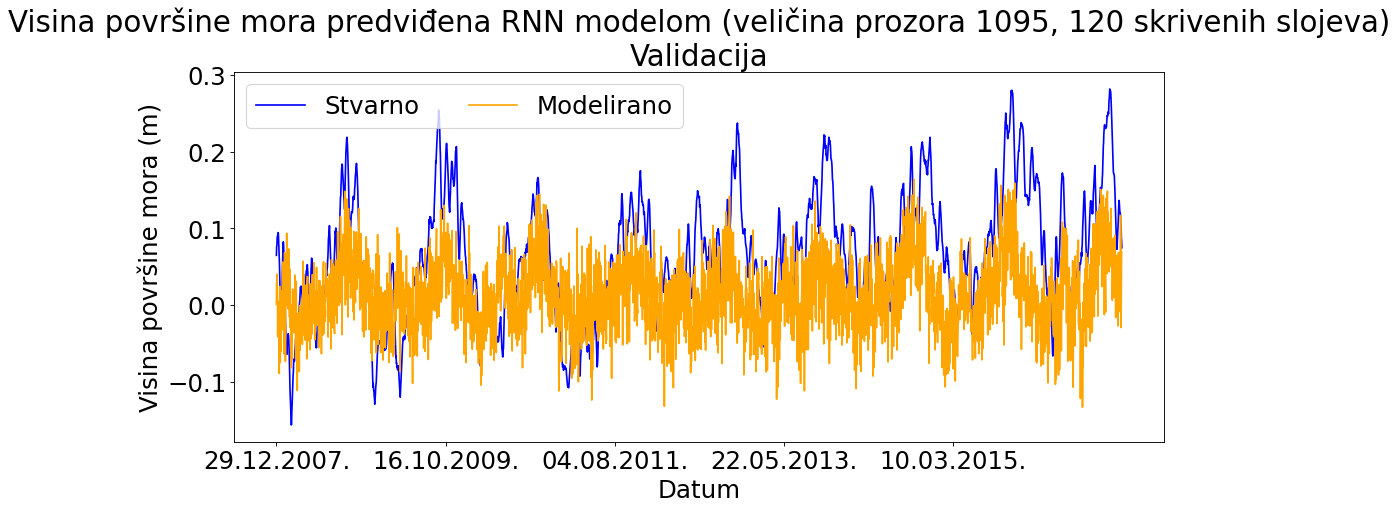 Visina površine mora predviđena RNN modelom (veličina prozora 1095, 120 skrivenih slojeva)
Validacija
Stvarno
Modelirano
Visina površine mora (m)
0.3
0.2
0.1
0.0
−0.1
29.12.2007.
16.10.2009.
04.08.2011.
22.05.2013.
10.03.2015.
Datum